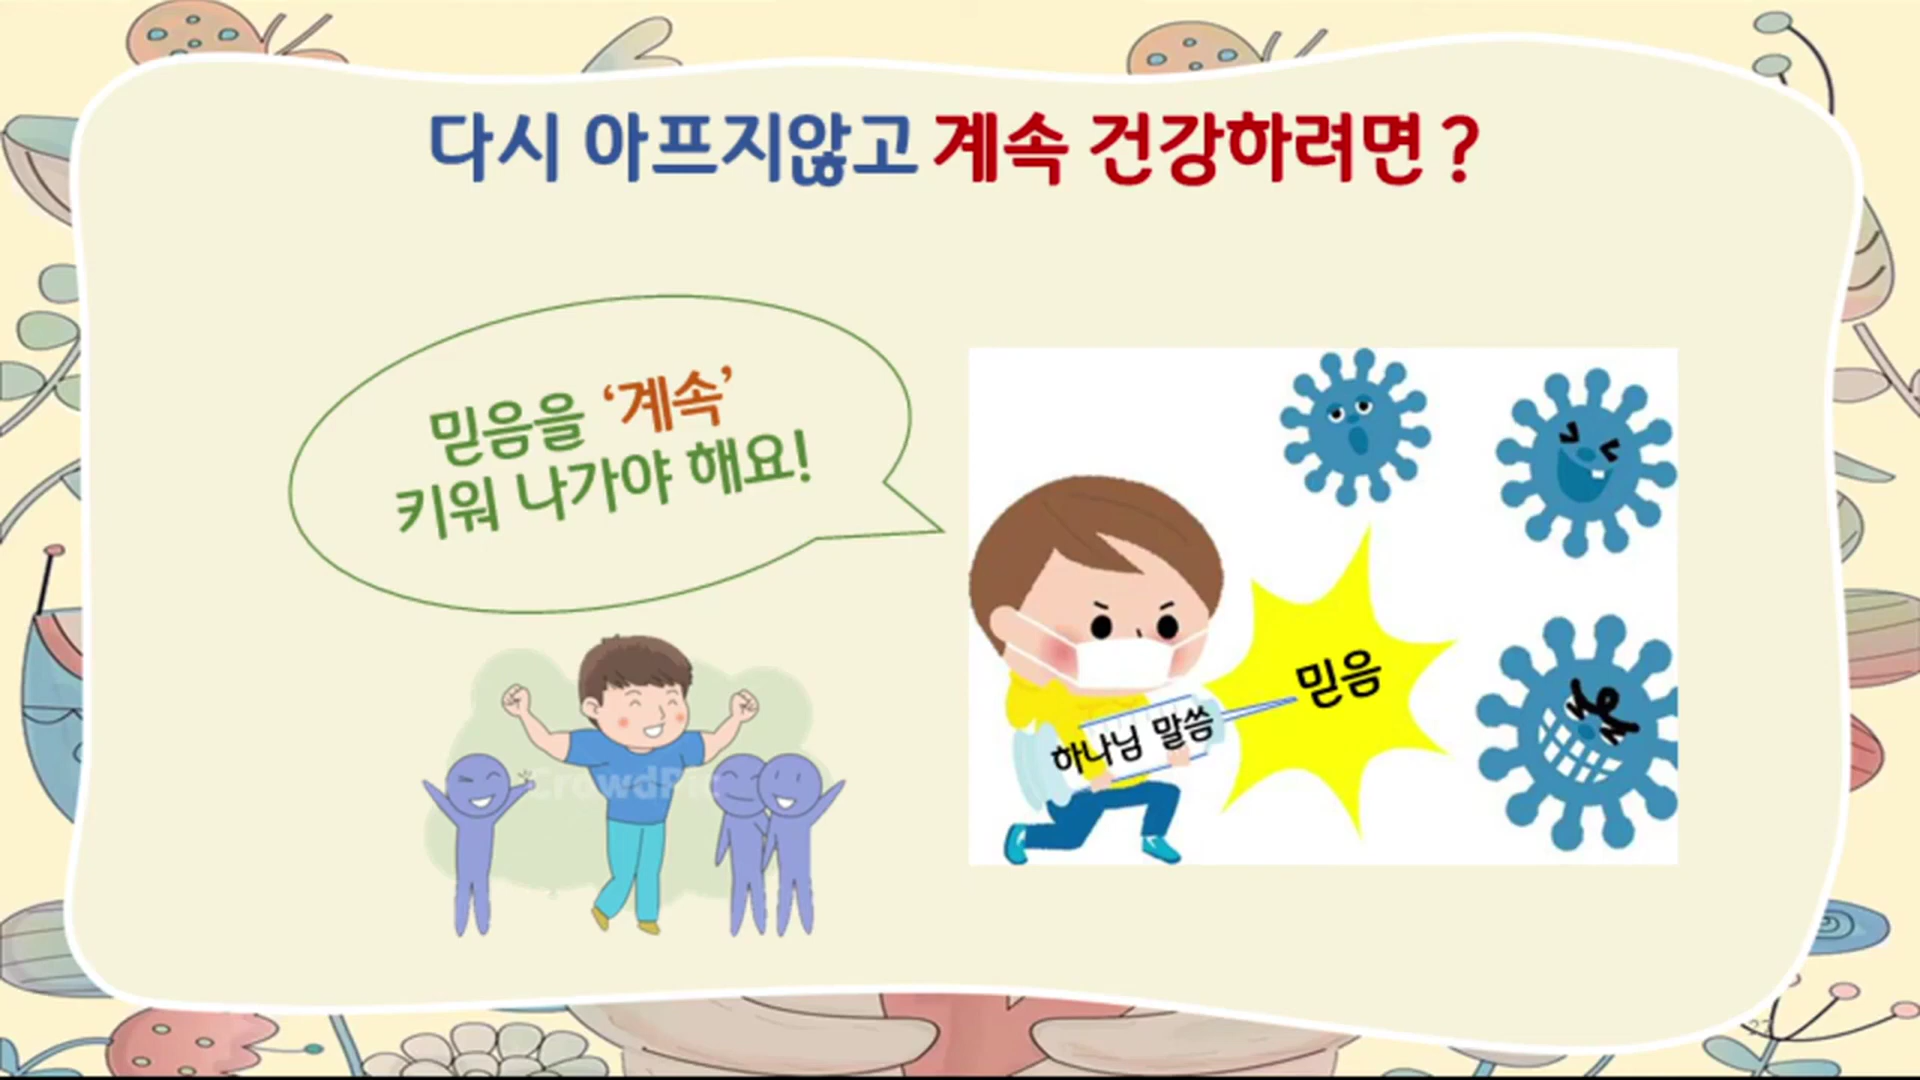 다시 아프지않고 계속 건강하려면?
믿음을 ‘계속’
키워 나가야 해요!
믿음
하나님 말씀
CrowdPic